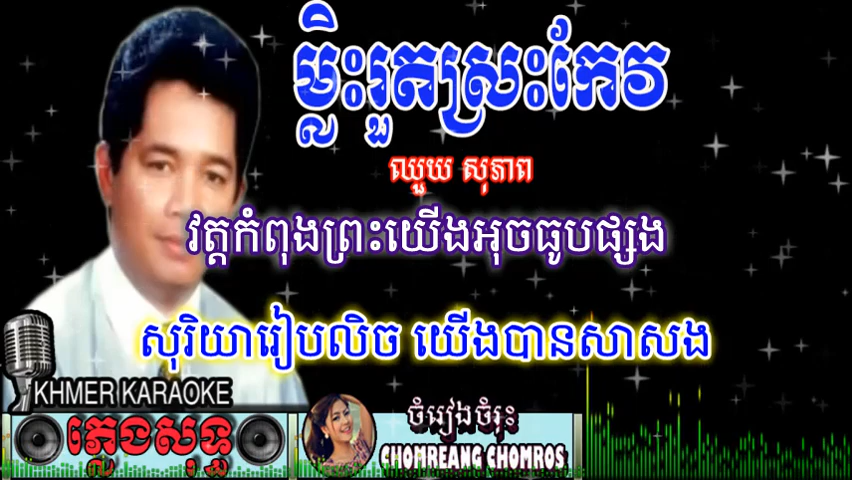 ម្លិះរួតស្រះកែវ
ឈួយ សុភាព
វត្តកំពុងព្រះយើងអុចធូបផ្សង
សុរិយារៀបលិច យើងបានសាសង
KHMER KARAOKE
ភ្លេងសុទ្ធ
ចំរៀងចំរុះ
CHOMREANG CHOMROS